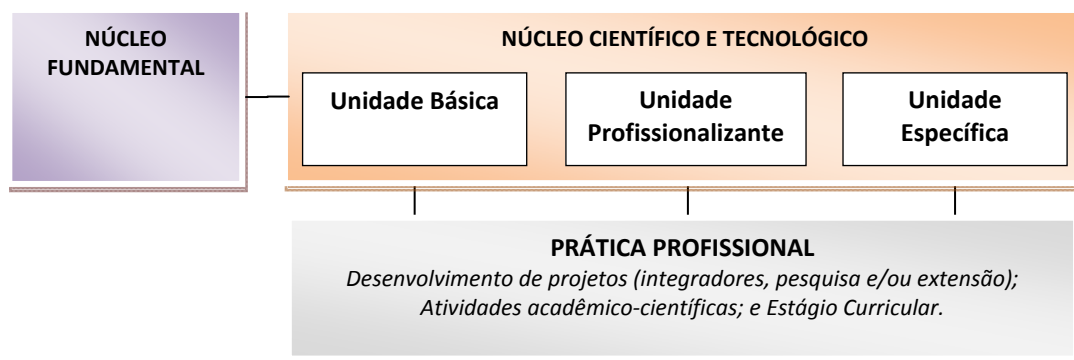 NÚCLEO
FUNDAMENTAL
NÚCLEO CIENTÍFICO E TECNOLÓGICO
Unidade Básica
Unidade
Profissionalizante
Unidade
Específica
PRÁTICA PROFISSIONAL
Desenvolvimento de projetos (integradores, pesquisa e/ou extensão);
Atividades acadêmico-científicas; e Estágio Curricular.